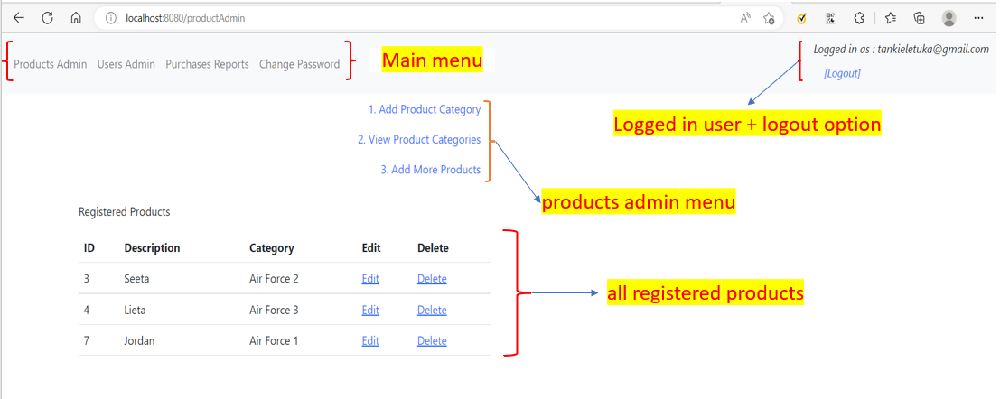 localhost:8080/productAdmin
Logged in as : tankieletuka@gmail.com
Products Admin Users Admin Purchases Reports Change Password Main menu
[Logout]
1. Add Product Category
Logged in user + logout option
2. View Product Categories
3. Add More Products
products admin menu
Registered Products
ID Description Category Edit Delete
3 Seeta Air Force 2 Edit Delete
all registered products
4 Lieta Air Force 3 Edit Delete
7 Jordan Air Force 1 Edit Delete